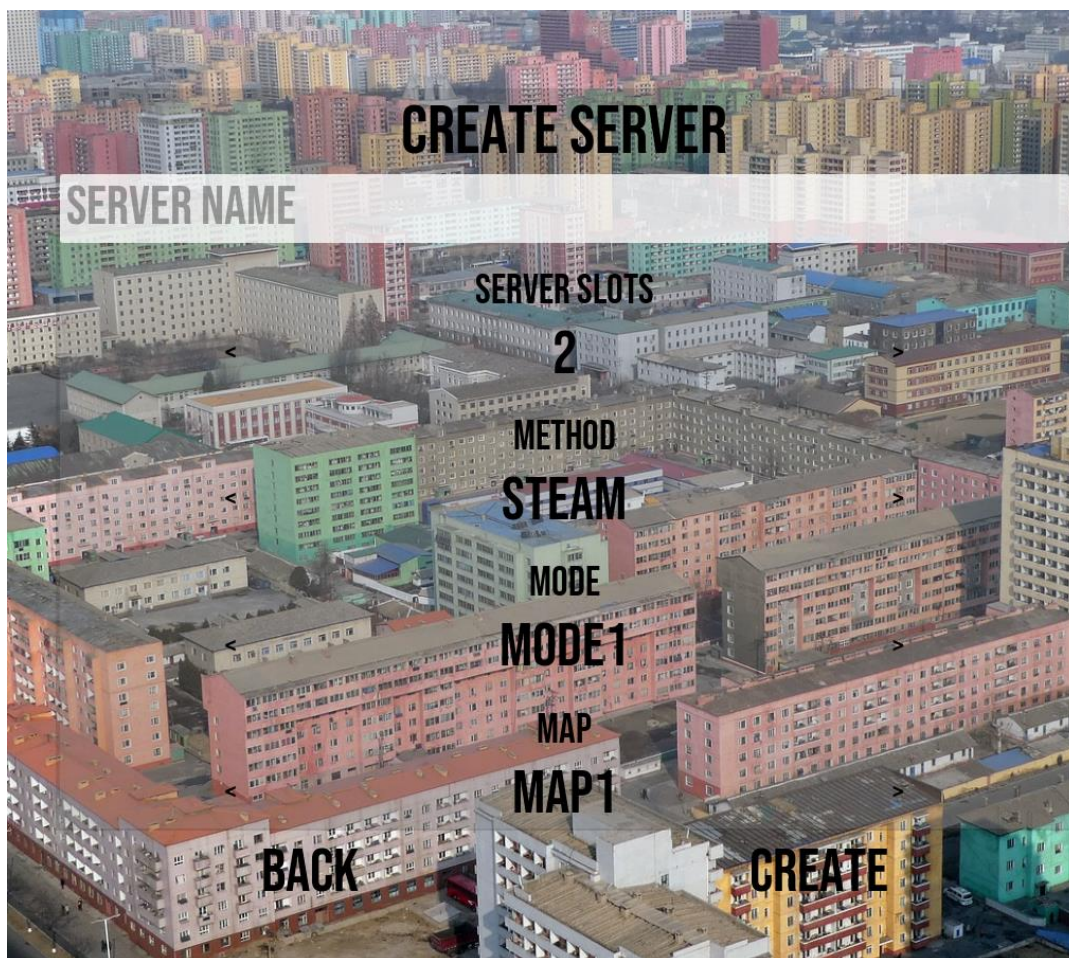 CREATE SERVER
SERVER NAME
SERVER SLOTS
< 2 >
METHOD
< STEAM >
MODE
< MODE1 >
MAP
< MAP1 >
BACK CREATE